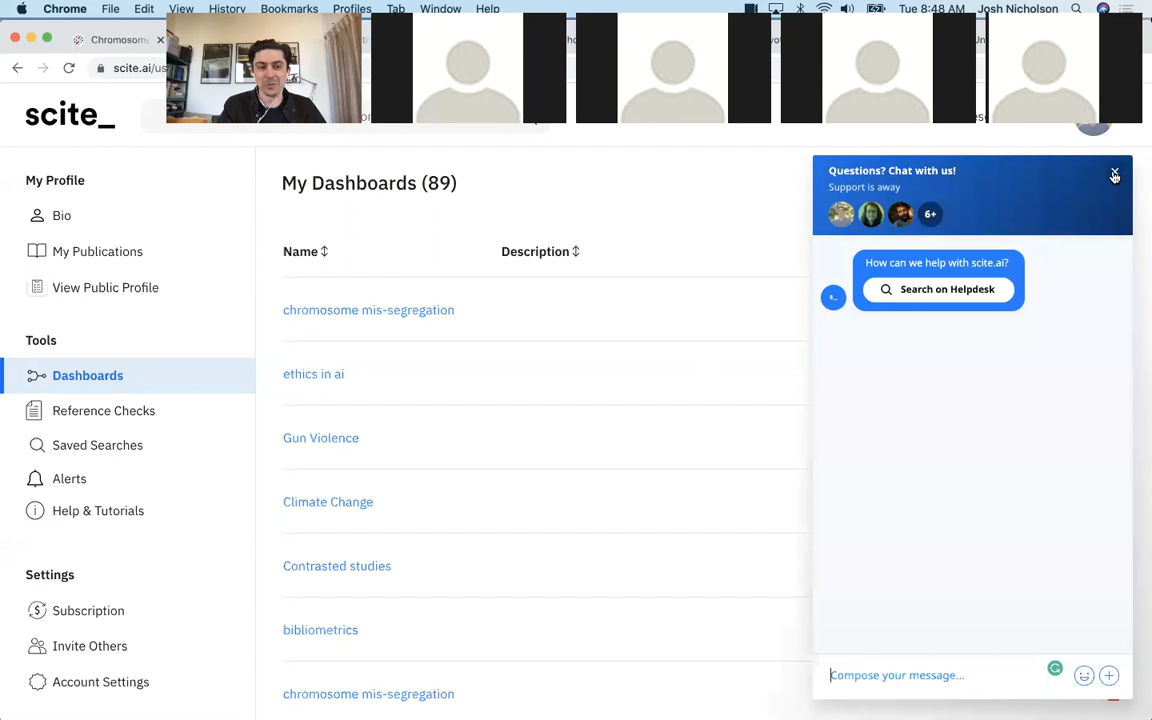 Chrome File Edit View History Bookmarks Profiles Tab Window Help Tue 8:48 AM Josh Nicholson
Chromosome
scite.ai/us
scite_
My Profile
Bio
My Publications
View Public Profile
Tools
Dashboards
Reference Checks
Saved Searches
Alerts
Help & Tutorials
Settings
Subscription
Invite Others
Account Settings
My Dashboards (89)
Name Description
chromosome mis-segregation
ethics in ai
Gun Violence
Climate Change
Contrasted studies
bibliometrics
chromosome mis-segregation
Questions? Chat with us!
Support is away
6+
How can we help with scite.ai?
Search on Helpdesk
s_
Compose your message...